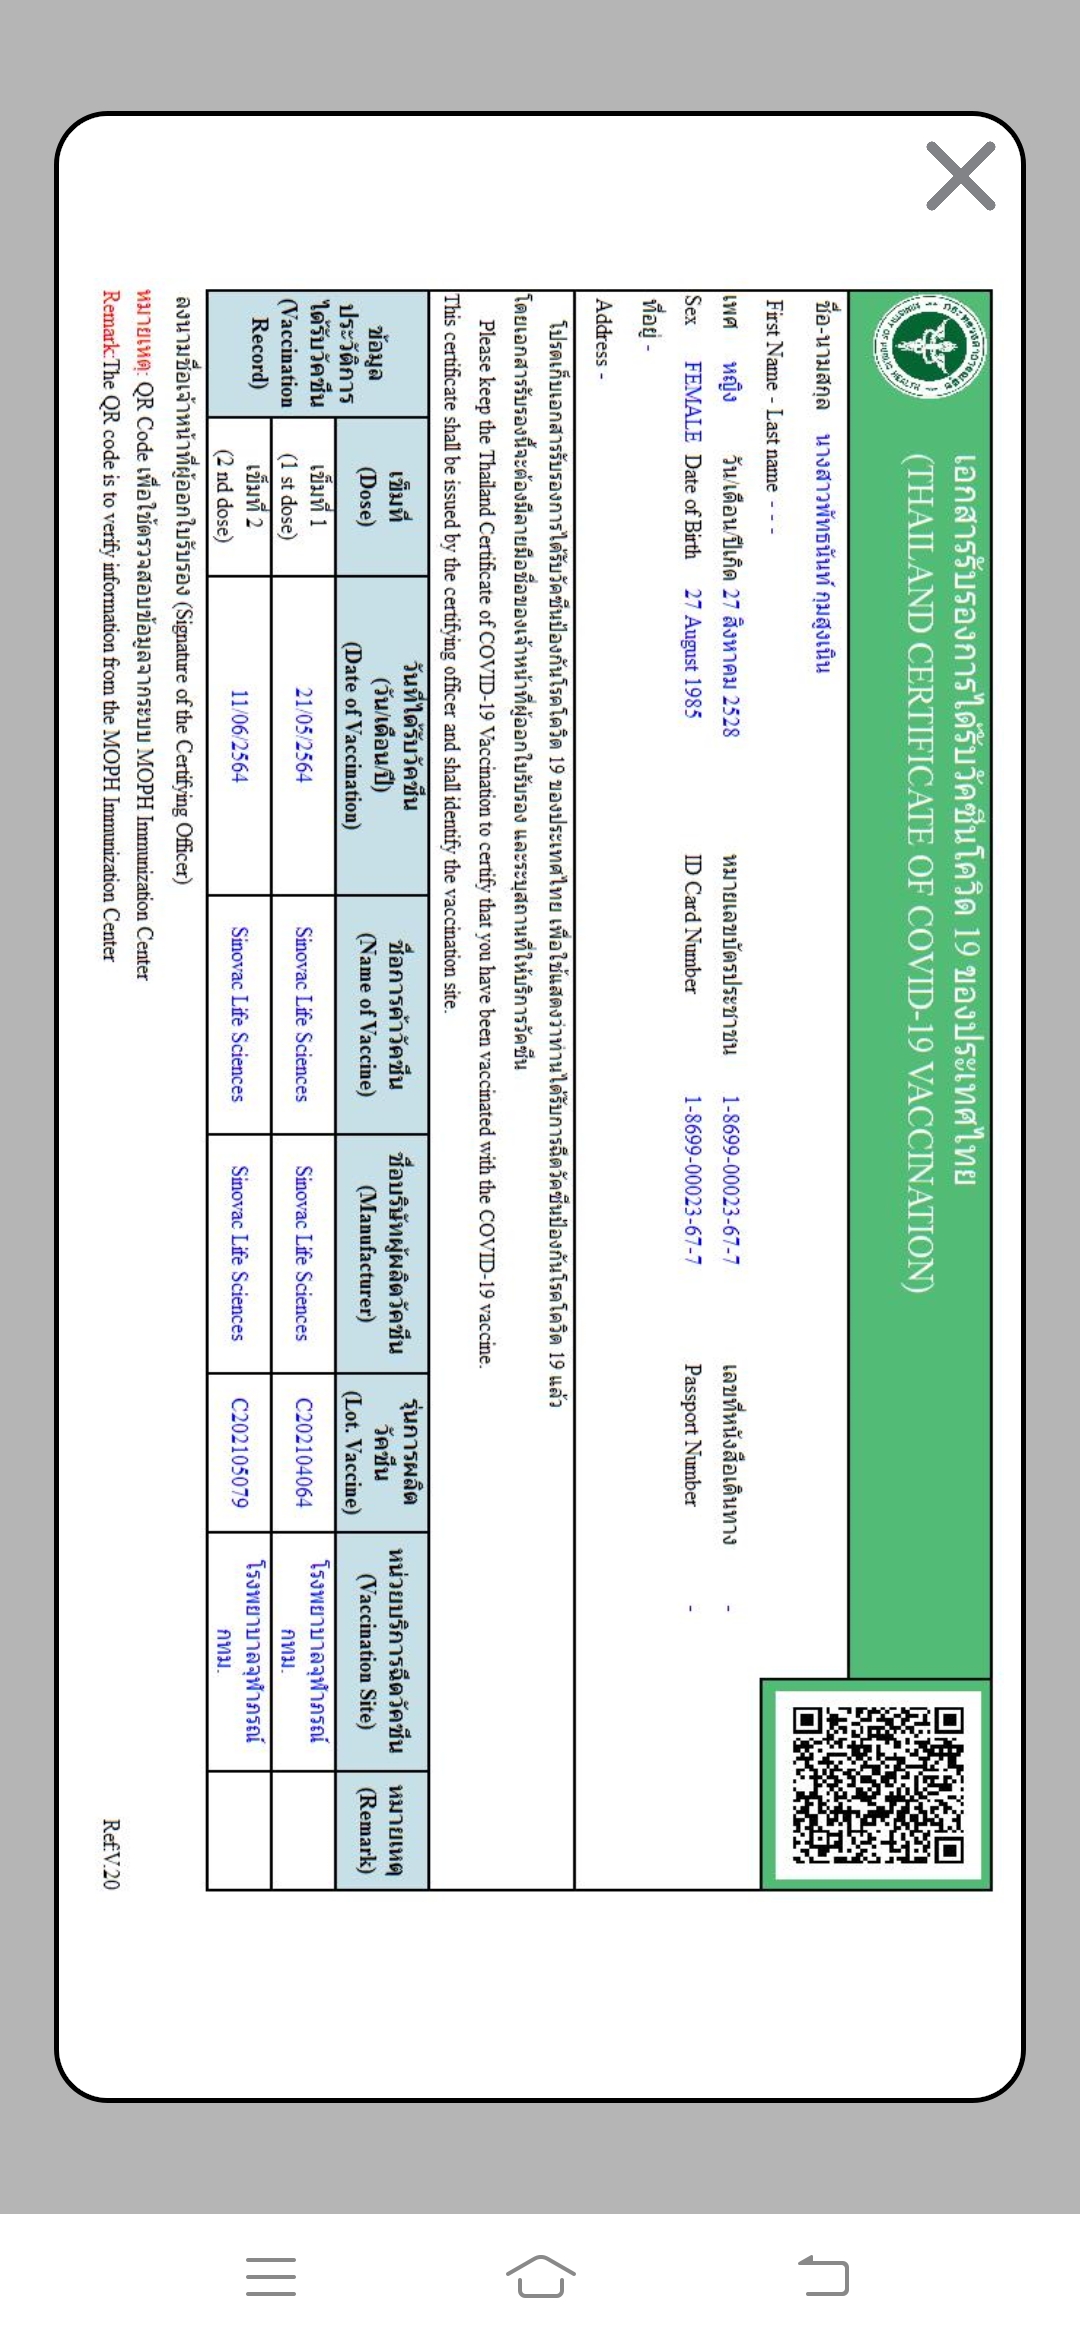 เอกสารรับรองการได้รับวัคซีนโควิด 19 ของประเทศไทย
(THAILAND CERTIFICATE OF COVID-19 VACCINATION)
ชื่อ-นามสกุล นางสาวพัทธนันท์ กุมสูงเนิน
First Name - Last name - - -
เพศ หญิง วัน/เดือน/ปีเกิด 27 สิงหาคม 2528 หมายเลขบัตรประชาชน 1-8699-00023-67-7 เลขที่หนังสือเดินทาง -
Sex FEMALE Date of Birth 27 August 1985 ID Card Number 1-8699-00023-67-7 Passport Number -
ที่อยู่ -
Address -
โปรดเก็บเอกสารรับรองการได้รับวัคซีนป้องกันโรคโควิด 19 ของประเทศไทย เพื่อใช้แสดงว่าท่านได้รับการฉีดวัคซีนป้องกันโรคโควิด 19 แล้ว
โดยเอกสารรับรองนี้จะต้องมีลายมือชื่อของเจ้าหน้าที่ผู้ออกใบรับรอง และระบุสถานที่ให้บริการวัคซีน
Please keep the Thailand Certificate of COVID-19 Vaccination to certify that you have been vaccinated with the COVID-19 vaccine.
This certificate shall be issued by the certifying officer and shall identify the vaccination site.
ข้อมูล
ประวัติการ
ได้รับวัคซีน
(Vaccination
Record)
เข็มที่
(Dose)
วันที่ได้รับวัคซีน
(วัน/เดือน/ปี)
(Date of Vaccination)
ชื่อการค้าวัคซีน
(Name of Vaccine)
ชื่อบริษัทผู้ผลิตวัคซีน
(Manufacturer)
รุ่นการผลิต
วัคซีน
(Lot. Vaccine)
หน่วยบริการฉีดวัคซีน
(Vaccination Site)
หมายเหตุ
(Remark)
เข็มที่ 1
(1 st dose)
21/05/2564
Sinovac Life Sciences
Sinovac Life Sciences
C202104064
โรงพยาบาลจุฬาภรณ์
กทม.
เข็มที่ 2
(2 nd dose)
11/06/2564
Sinovac Life Sciences
Sinovac Life Sciences
C202105079
โรงพยาบาลจุฬาภรณ์
กทม.
ลงนามชื่อเจ้าหน้าที่ผู้ออกใบรับรอง (Signature of the Certifying Officer)
หมายเหตุ: QR Code เพื่อใช้ตรวจสอบข้อมูลจากระบบ MOPH Immunization Center
Remark:The QR code is to verify information from the MOPH Immunization Center
Ref:V.20